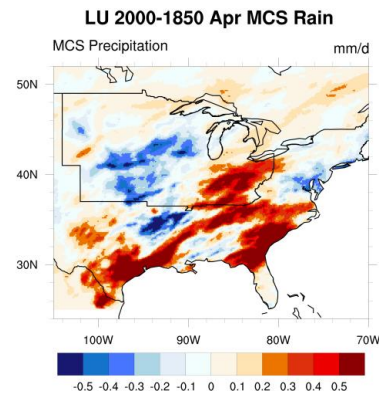 LU 2000-1850 Apr MCS Rain
MCS Precipitation mm/d
50N
40N
30N
100W 90W 80W 70W
-0.5 -0.4 -0.3 -0.2 -0.1 0 0.1 0.2 0.3 0.4 0.5